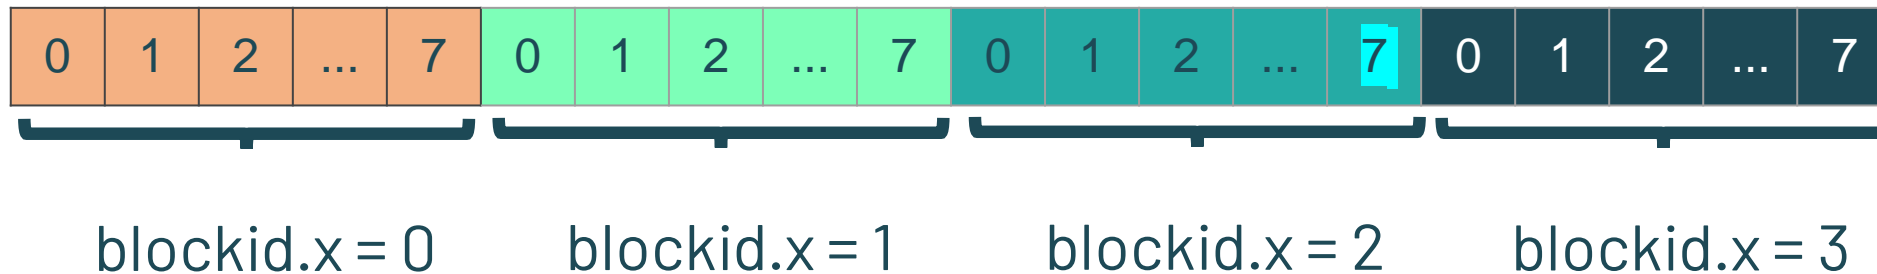 0 1 2 ... 7 0 1 2 ... 7 0 1 2 ... 7 0 1 2 ... 7
blockid.x = 0 blockid.x = 1 blockid.x = 2 blockid.x = 3